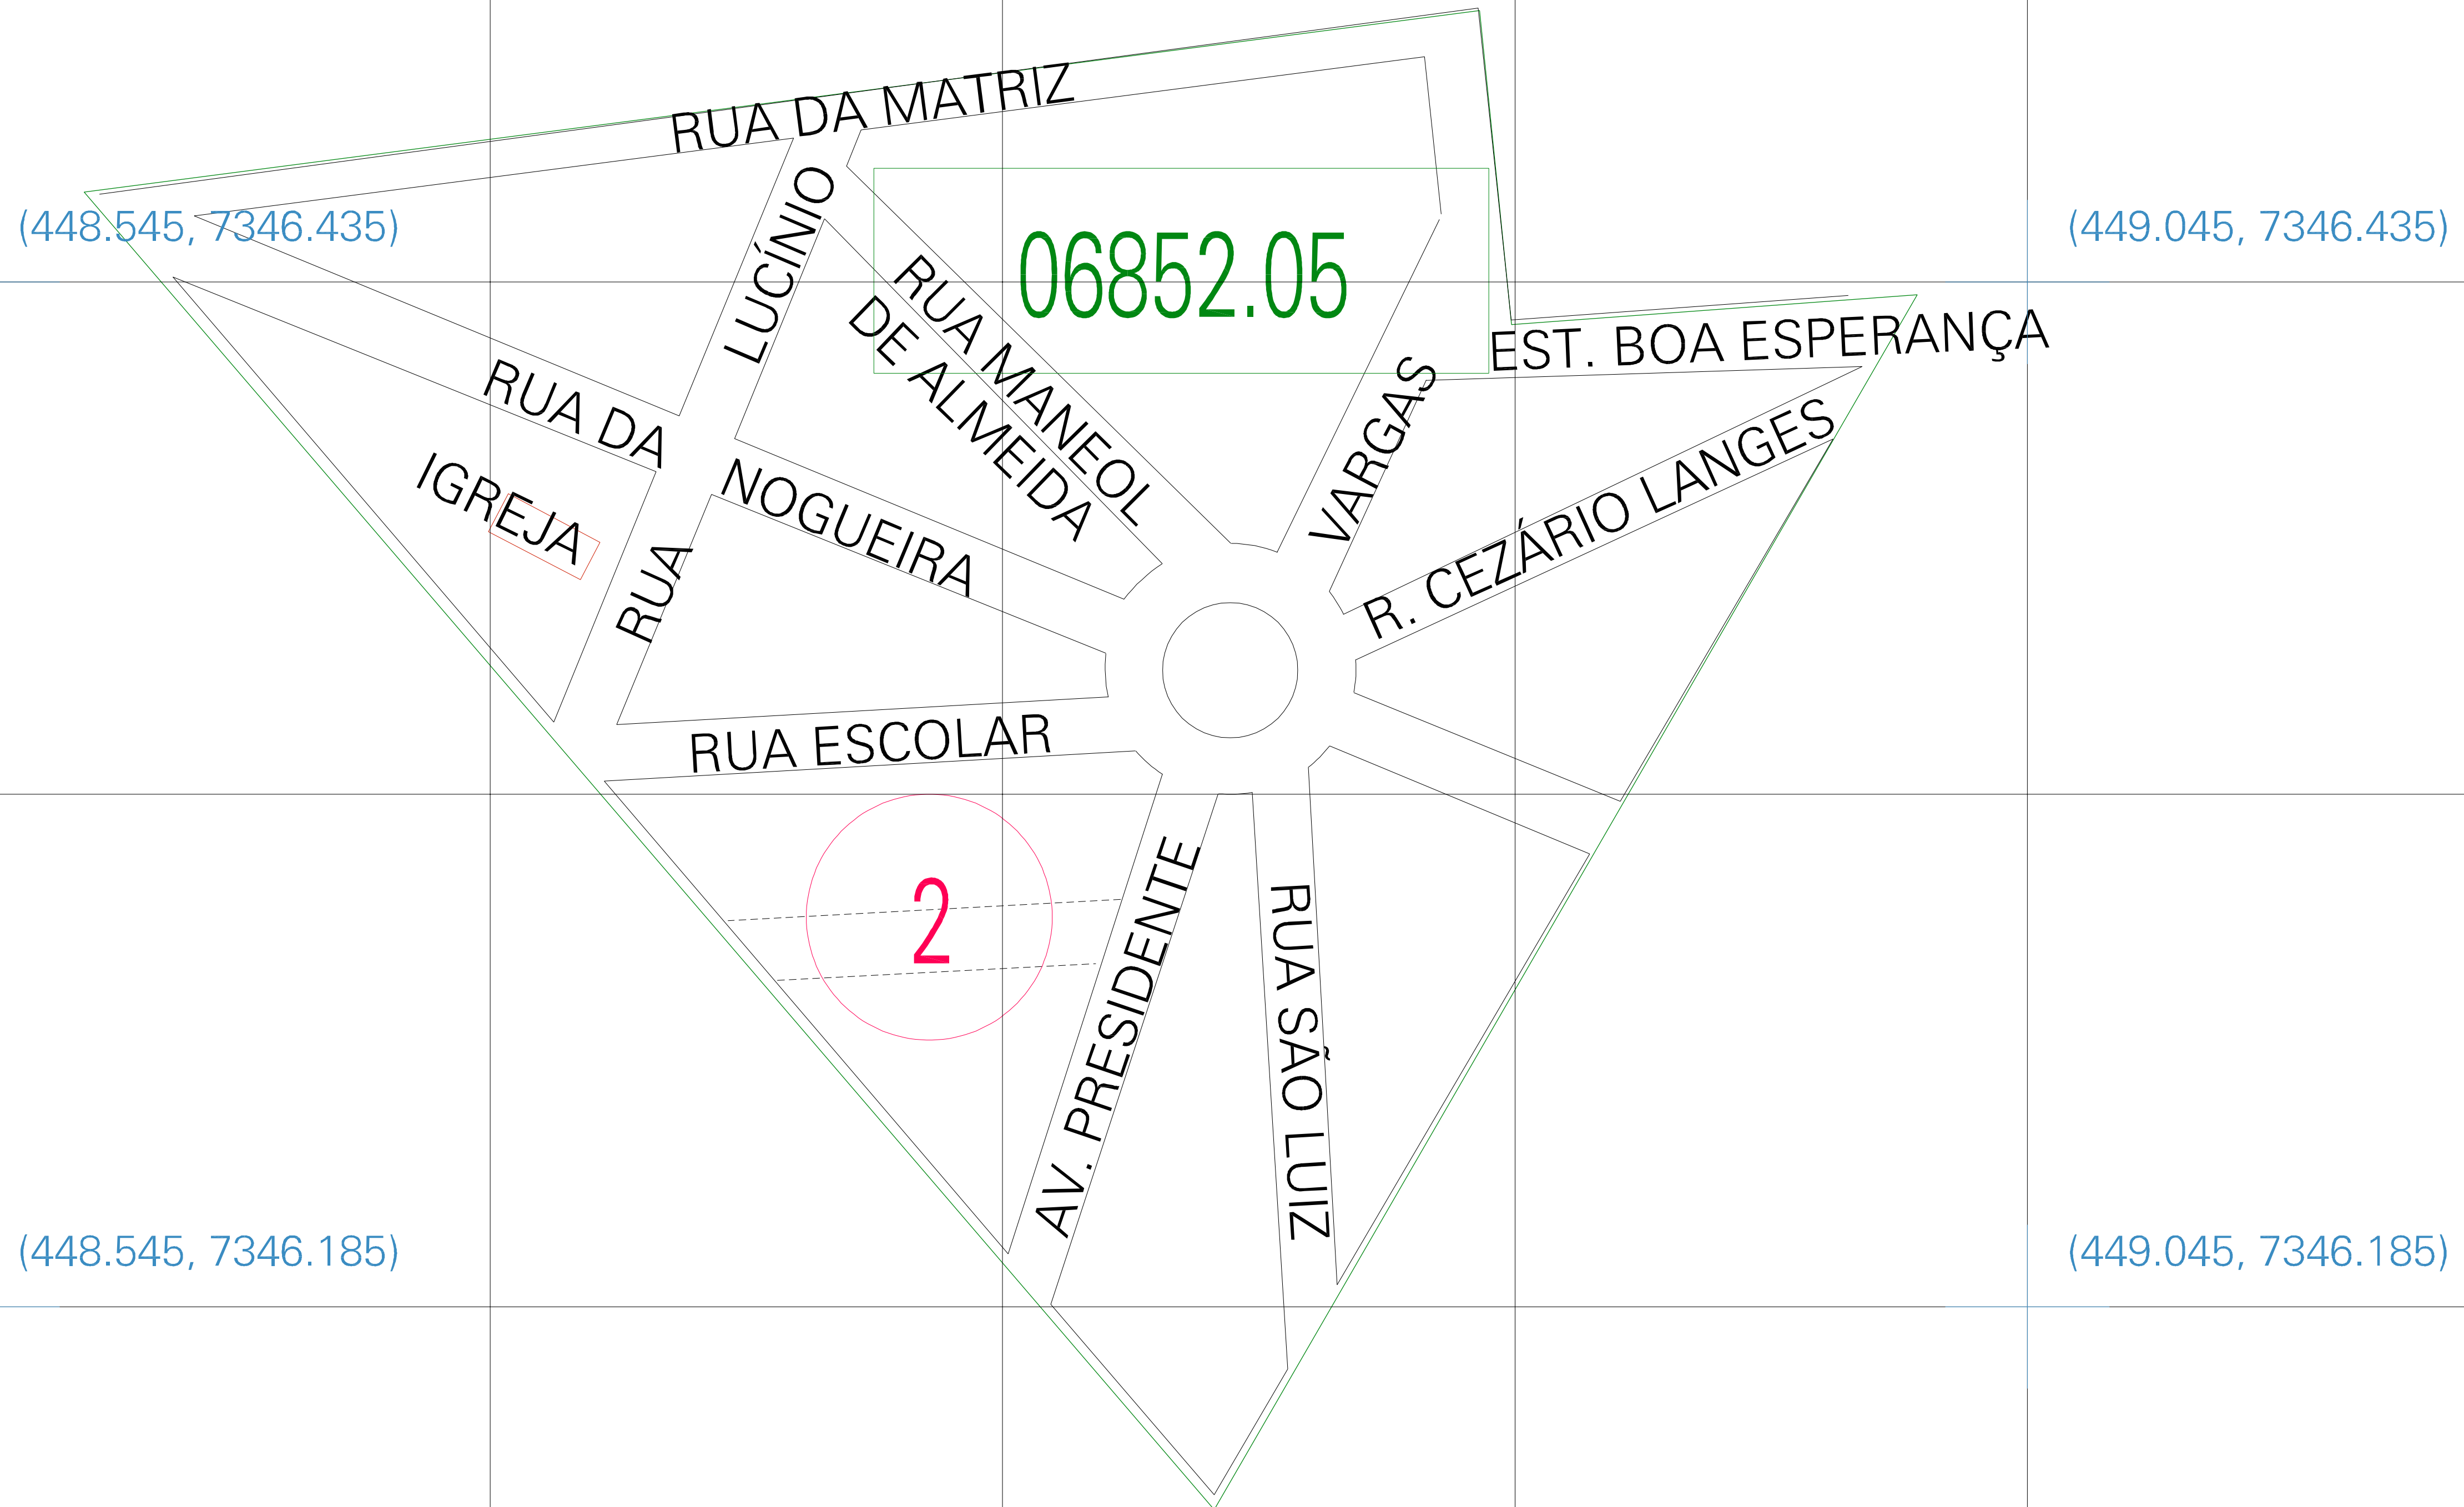 RUA DA MATRIZ
(448.545, 7346.435)
(449.045, 7346.435)
LUCÍNIO
06852.05
RUA MANEOL
DE ALMEIDA
EST. BOA ESPERANÇA
VARGAS
RUA DA
IGREJA
NOGUEIRA
R. CEZÁRIO LANGES
RUA
RUA ESCOLAR
2
AV. PRESIDENTE
RUA SÃO LUIZ
(448.545, 7346.185)
(449.045, 7346.185)